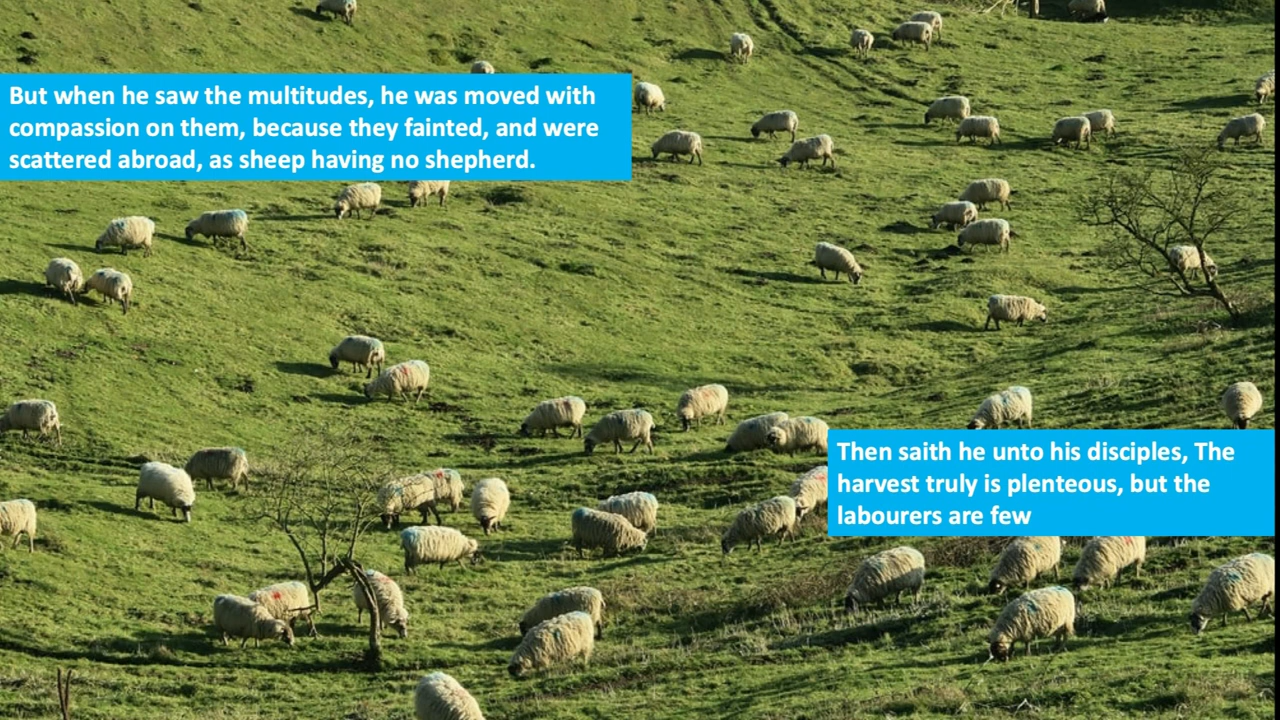 But when he saw the multitudes, he was moved with
compassion on them, because they fainted, and were
scattered abroad, as sheep having no shepherd.
Then saith he unto his disciples, The
harvest truly is plenteous, but the
labourers are few